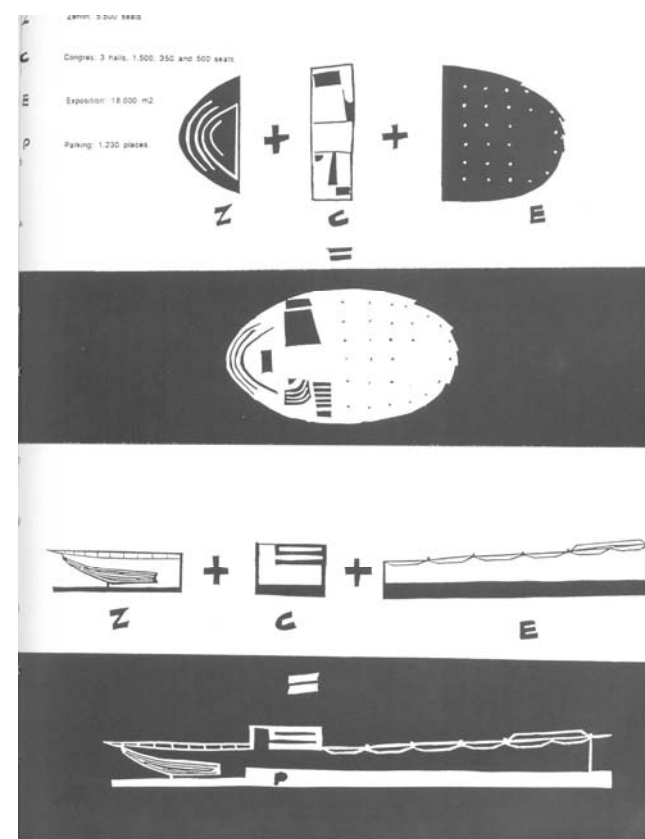 Z Zenith: 5.500 seats
C Congres: 3 halls, 1.500, 350 and 500 seats
E Exposition: 18.000 m2
P Parking: 1.230 places
+ +
Z C E
=
+ +
Z C E
=
P